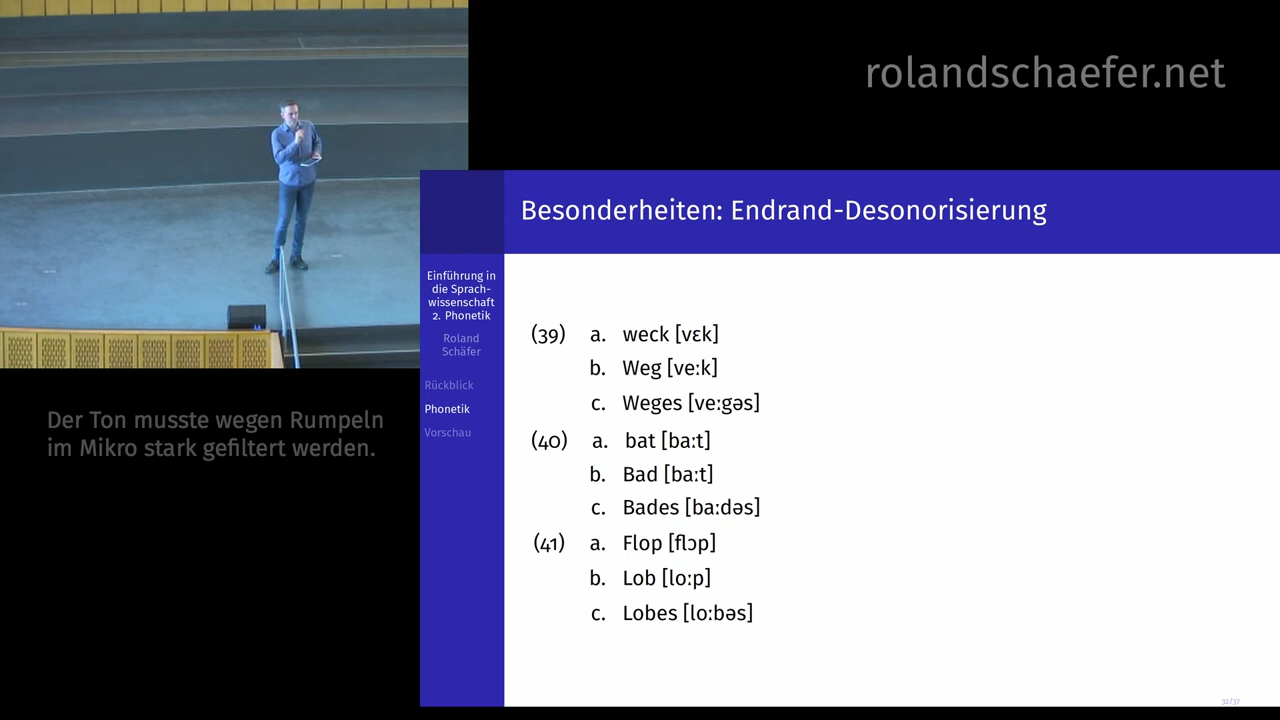 rolandschaefer.net
Besonderheiten: Endrand-Desonorisierung
Einführung in
die Sprach-
wissenschaft
2. Phonetik
Roland
Schäfer
Rückblick
Phonetik
Vorschau
(39) a. weck [vɛk]
b. Weg [veːk]
c. Weges [veːgəs]
(40) a. bat [baːt]
b. Bad [baːt]
c. Bades [baːdəs]
(41) a. Flop [flɔp]
b. Lob [loːp]
c. Lobes [loːbəs]
Der Ton musste wegen Rumpeln
im Mikro stark gefiltert werden.
32/37